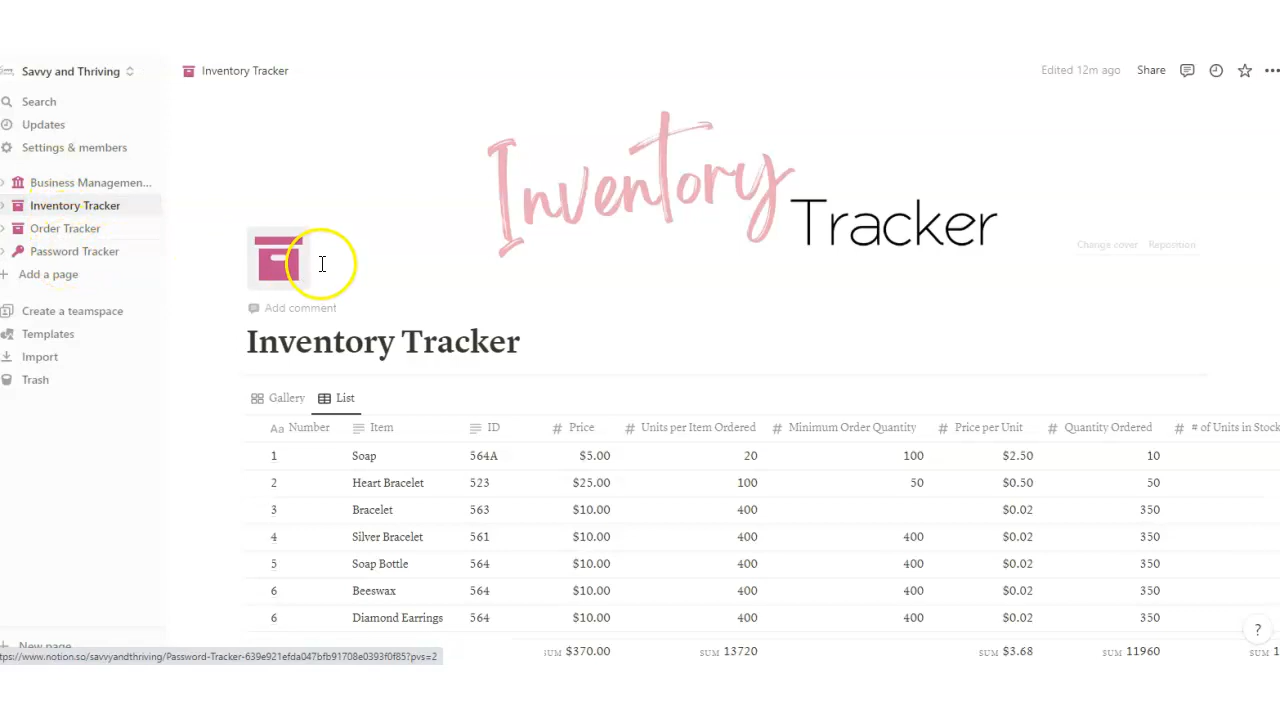 Savvy and Thriving
Inventory Tracker
Edited 12m ago Share
Search
Updates
Settings & members
Business Managemen...
Inventory Tracker
Order Tracker
Password Tracker
Add a page
Create a teamspace
Templates
Import
Trash
New page
Inventory Tracker
Change cover Reposition
Add comment
Inventory Tracker
Gallery List
Aa Number Item ID # Price # Units per Item Ordered # Minimum Order Quantity # Price per Unit # Quantity Ordered # # of Units in Stock
1 Soap 564A $5.00 20 100 $2.50 10
2 Heart Bracelet 523 $25.00 100 50 $0.50 50
3 Bracelet 563 $10.00 400 $0.02 350
4 Silver Bracelet 561 $10.00 400 400 $0.02 350
5 Soap Bottle 564 $10.00 400 400 $0.02 350
6 Beeswax 564 $10.00 400 400 $0.02 350
6 Diamond Earrings 564 $10.00 400 400 $0.02 350
SUM $370.00 SUM 13720 SUM $3.68 SUM 11960 SUM 1
?
tps://www.notion.so/savvyandthriving/Password-Tracker-639e921efda047bfb91708e0393f0f85?pvs=2